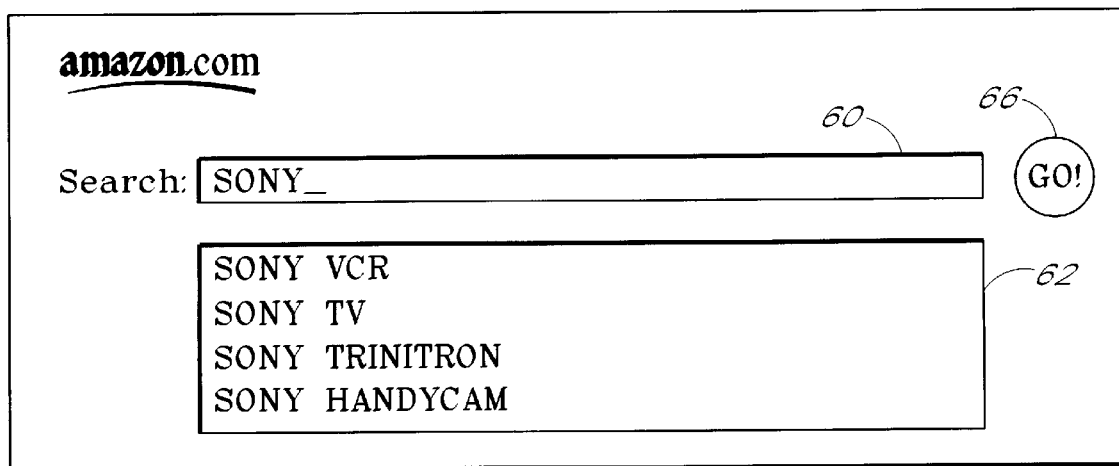 amazon.com
60
66
Search: SONY_ GO!
SONY VCR
62
SONY TV
SONY TRINITRON
SONY HANDYCAM